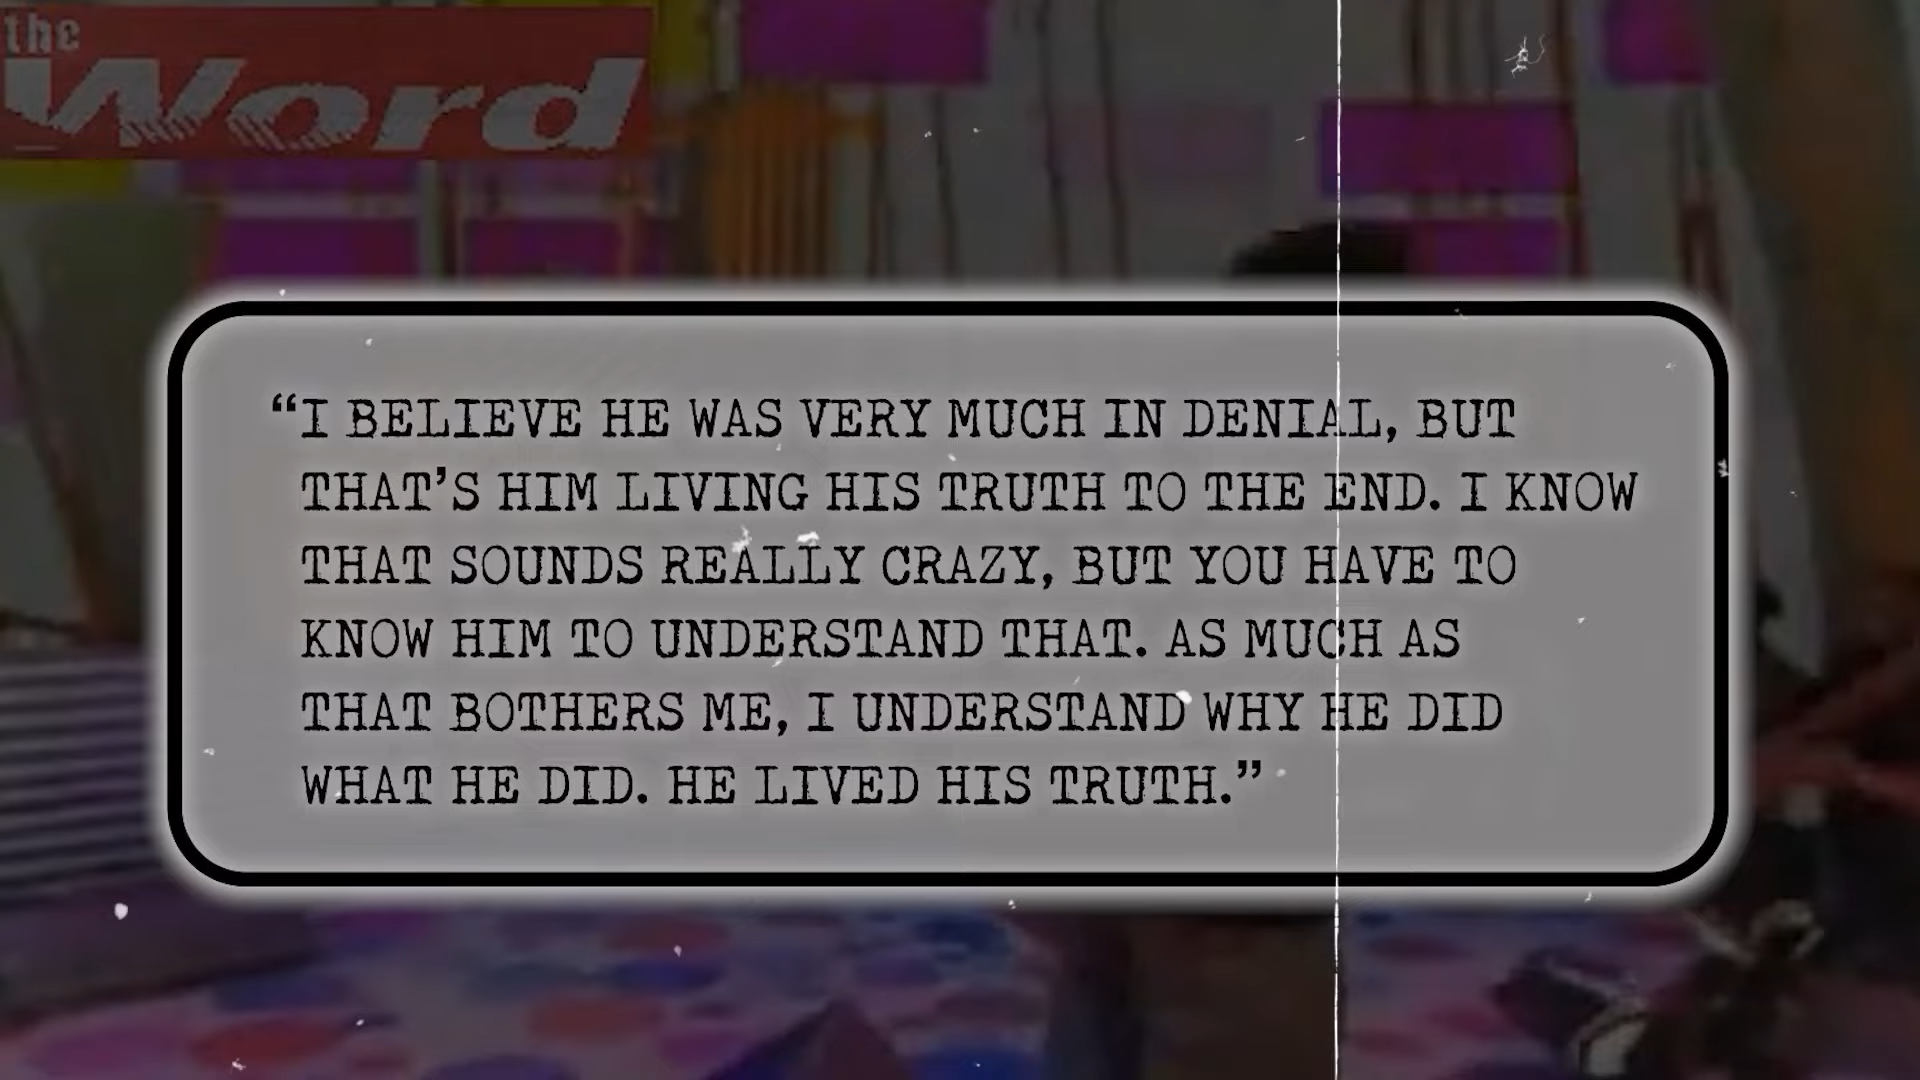 the
Word
“I BELIEVE HE WAS VERY MUCH IN DENIAL, BUT
THAT’S HIM LIVING HIS TRUTH TO THE END. I KNOW
THAT SOUNDS REALLY CRAZY, BUT YOU HAVE TO
KNOW HIM TO UNDERSTAND THAT. AS MUCH AS
THAT BOTHERS ME, I UNDERSTAND WHY HE DID
WHAT HE DID. HE LIVED HIS TRUTH.”